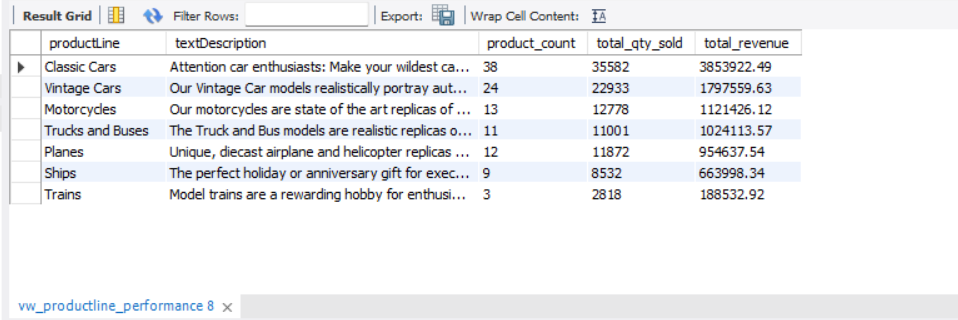 Result Grid Filter Rows: Export: Wrap Cell Content:
productLine textDescription product_count total_qty_sold total_revenue
Classic Cars Attention car enthusiasts: Make your wildest ca... 38 35582 3853922.49
Vintage Cars Our Vintage Car models realistically portray aut... 24 22933 1797559.63
Motorcycles Our motorcycles are state of the art replicas of ... 13 12778 1121426.12
Trucks and Buses The Truck and Bus models are realistic replicas o... 11 11001 1024113.57
Planes Unique, diecast airplane and helicopter replicas ... 12 11872 954637.54
Ships The perfect holiday or anniversary gift for exec... 9 8532 663998.34
Trains Model trains are a rewarding hobby for enthusi... 3 2818 188532.92
vw_productline_performance 8